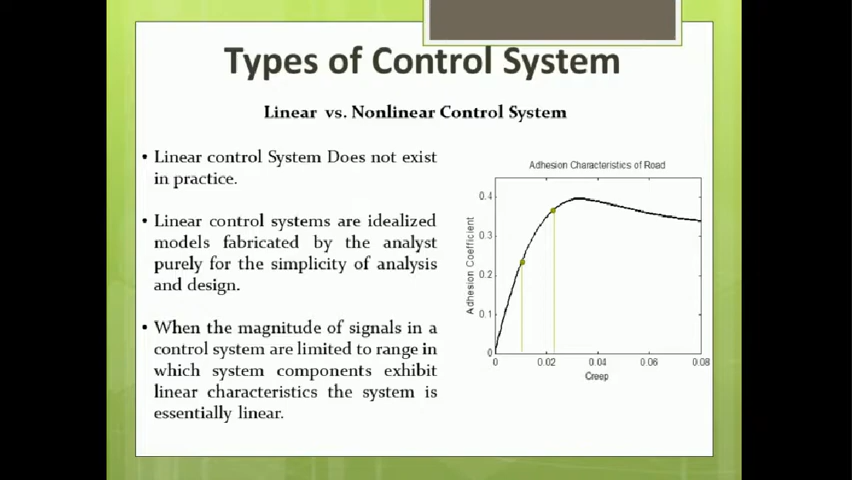 Types of Control System
Linear vs. Nonlinear Control System
• Linear control System Does not exist
in practice.
• Linear control systems are idealized
models fabricated by the analyst
purely for the simplicity of analysis
and design.
• When the magnitude of signals in a
control system are limited to range in
which system components exhibit
linear characteristics the system is
essentially linear.
Adhesion Characteristics of Road
Adhesion Coefficient
0.4
0.3
0.2
0.1
0
0 0.02 0.04 0.06 0.08
Creep